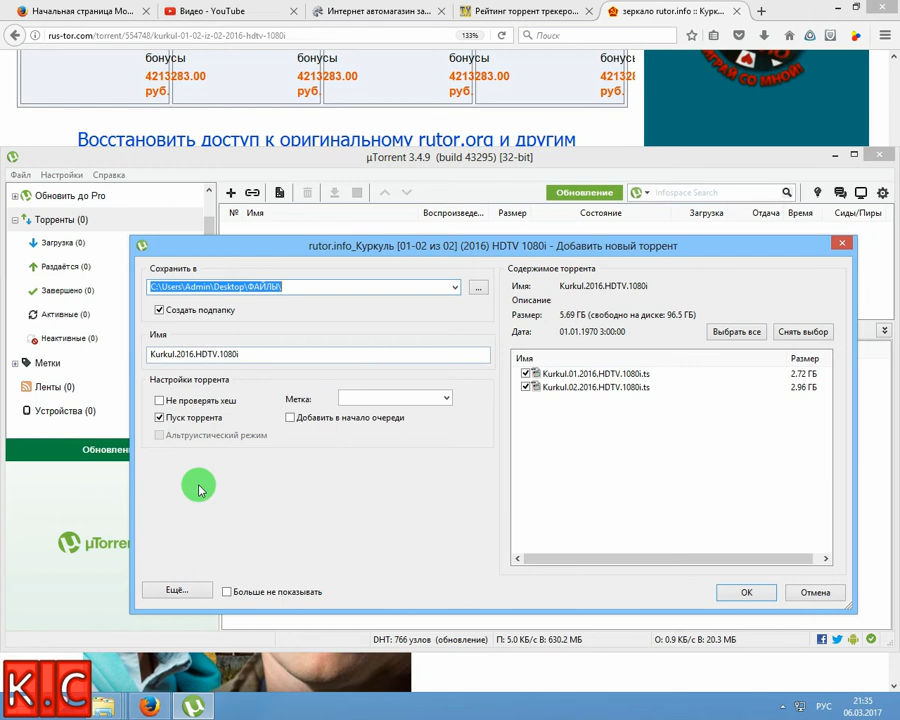 Начальная страница Mo...
Видео - YouTube
Интернет автомагазин за...
Рейтинг торрент трекеро...
зеркало rutor.info :: Курк...
rus-tor.com/torrent/554748/kurkul-01-02-iz-02-2016-hdtv-1080i
133%
Поиск
бонусы бонусы бонусы бонусы
4213283.00 4213283.00 4213283.00 42132
руб. руб. руб. руб.
ИГРАЙ СО МНОЙ!
Восстановить доступ к оригинальному rutor.org и другим
µTorrent 3.4.9 (build 43295) [32-bit]
Файл Настройки Справка
Обновить до Pro
Обновление
Infospace Search
Торренты (0)
№ Имя Воспроизведе... Размер Состояние Загрузка Отдача Время Сиды/Пиры
Загрузка (0)
Раздаётся (0)
Завершено (0)
Активные (0)
Неактивные (0)
Метки
Ленты (0)
Устройства (0)
Обновлен
µTorre
rutor.info_Куркуль [01-02 из 02] (2016) HDTV 1080i - Добавить новый торрент
Сохранить в
C:\Users\Admin\Desktop\ФАЙЛЫ\
...
Создать подпапку
Имя
Kurkul.2016.HDTV.1080i
Настройки торрента
Не проверять хеш
Метка:
Пуск торрента
Добавить в начало очереди
Альтруистический режим
Ещё...
Больше не показывать
Содержимое торрента
Имя: Kurkul.2016.HDTV.1080i
Описание
Размер: 5.69 ГБ (свободно на диске: 96.5 ГБ)
Дата: 01.01.1970 3:00:00
Выбрать все
Снять выбор
Имя Размер
Kurkul.01.2016.HDTV.1080i.ts 2.72 ГБ
Kurkul.02.2016.HDTV.1080i.ts 2.96 ГБ
OK
Отмена
DHT: 766 узлов (обновление)
П: 5.0 КБ/с В: 630.2 МБ
О: 0.9 КБ/с В: 20.3 МБ
K.C
РУС
21:35
06.03.2017